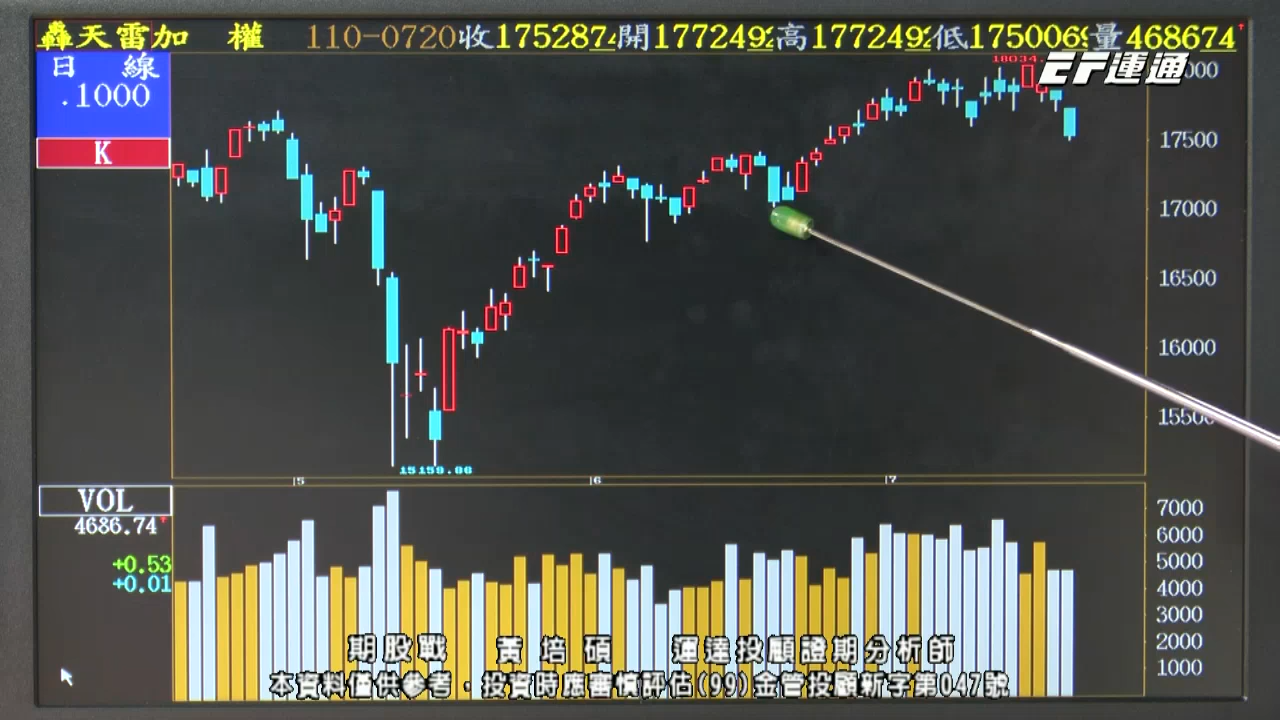 轟天雷加 權 110-0720收1752874開1772492高1772492低1750069量468674↑
日 線
.1000
K
18034.
EF運通
17500
17000
16500
16000
15500
15159.86
5 6 7
VOL
4686.74↑
+0.53
+0.01
7000
6000
5000
4000
3000
2000
1000
期股戰 黃培碩 運達投顧證期分析師
本資料僅供參考，投資時應審慎評估(99)金管投顧新字第047號